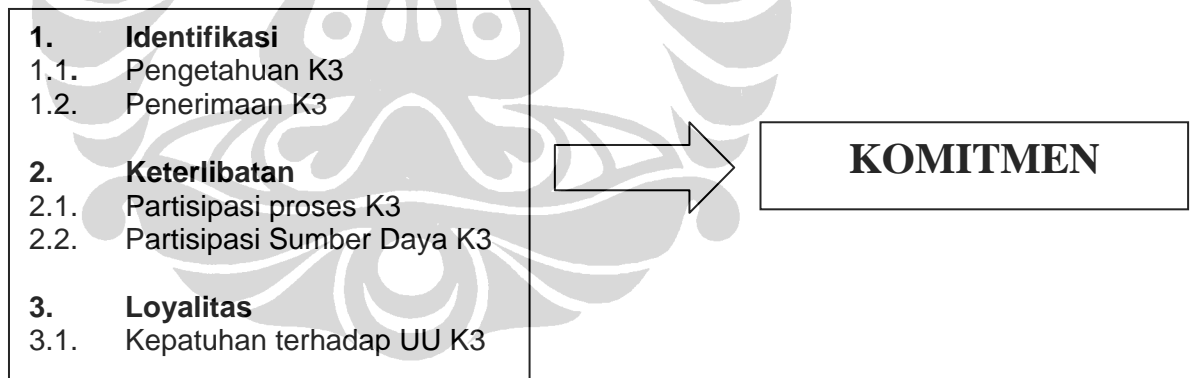 1. Identifikasi
1.1. Pengetahuan K3
1.2. Penerimaan K3
2. Keterlibatan
2.1. Partisipasi proses K3
2.2. Partisipasi Sumber Daya K3
3. Loyalitas
3.1. Kepatuhan terhadap UU K3
KOMITMEN